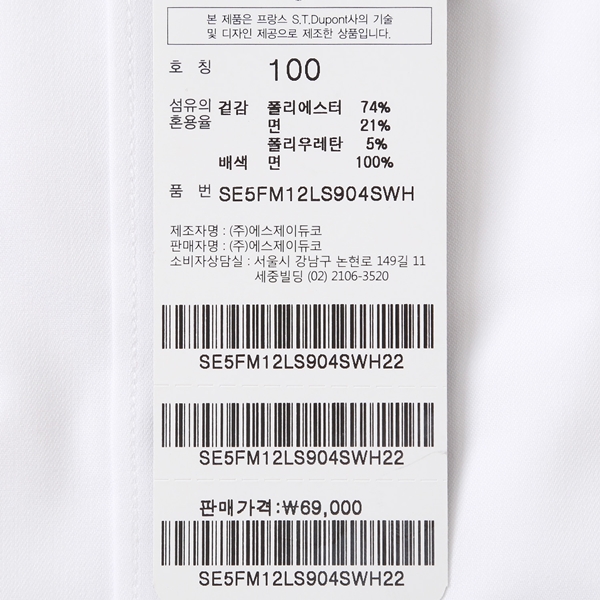 본 제품은 프랑스 S.T.Dupont사의 기술
및 디자인 제공으로 제조한 상품입니다.
호 칭 100
섬유의 겉감 폴리에스터 74%
혼용율 면 21%
폴리우레탄 5%
배색 면 100%
품 번 SE5FM12LS904SWH
제조자명 : (주)에스제이듀코
판매자명 : (주)에스제이듀코
소비자상담실 : 서울시 강남구 논현로 149길 11
세중빌딩 (02) 2106-3520
SE5FM12LS904SWH22
SE5FM12LS904SWH22
판매가격:₩69,000
SE5FM12LS904SWH22